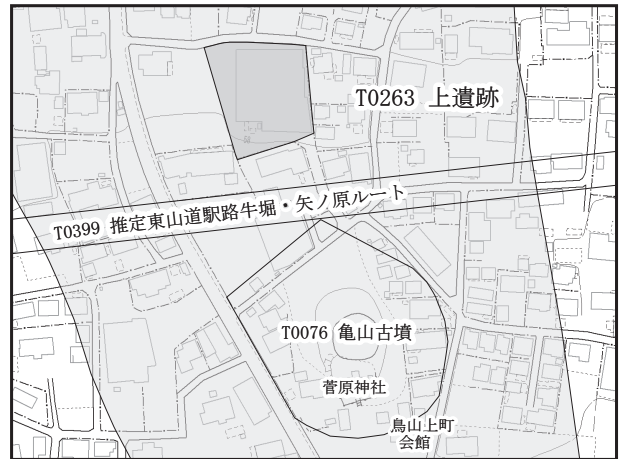 T0263 上遺跡
T0399 推定東山道駅路牛堀・矢ノ原ルート
T0076 亀山古墳
菅原神社
鳥山上町
会館